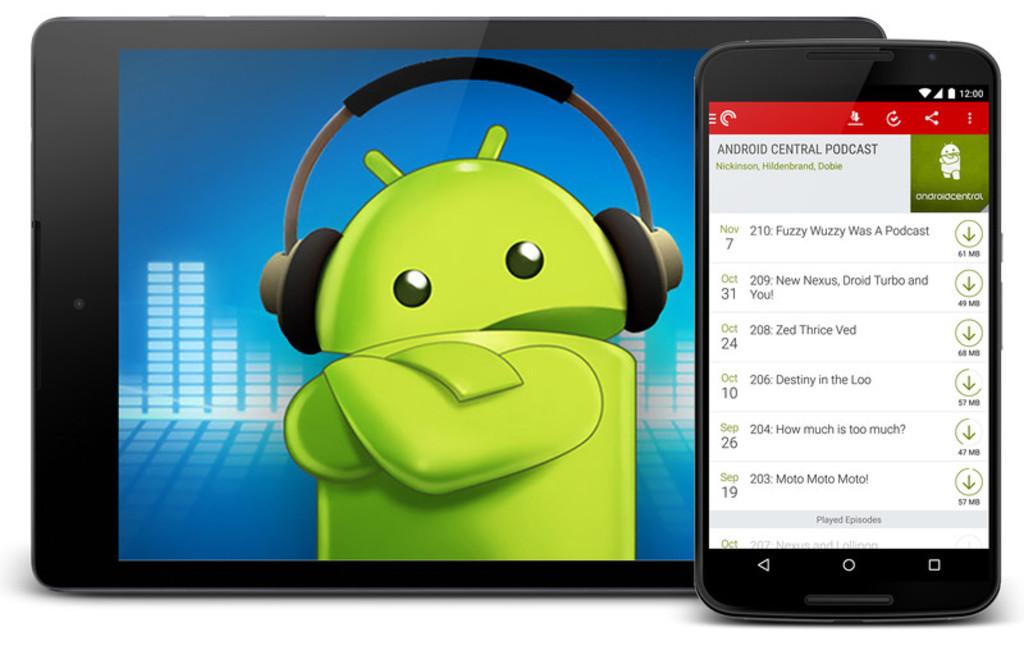 12:00
ANDROID CENTRAL PODCAST
Nickinson, Hildenbrand, Dobie
androidcentral
Nov
7
210: Fuzzy Wuzzy Was A Podcast
61 MB
Oct
31
209: New Nexus, Droid Turbo and
You!
49 MB
Oct
24
208: Zed Thrice Ved
68 MB
Oct
10
206: Destiny in the Loo
57 MB
Sep
26
204: How much is too much?
47 MB
Sep
19
203: Moto Moto Moto!
57 MB
Played Episodes
Oct
207: Nexus and Lollipop